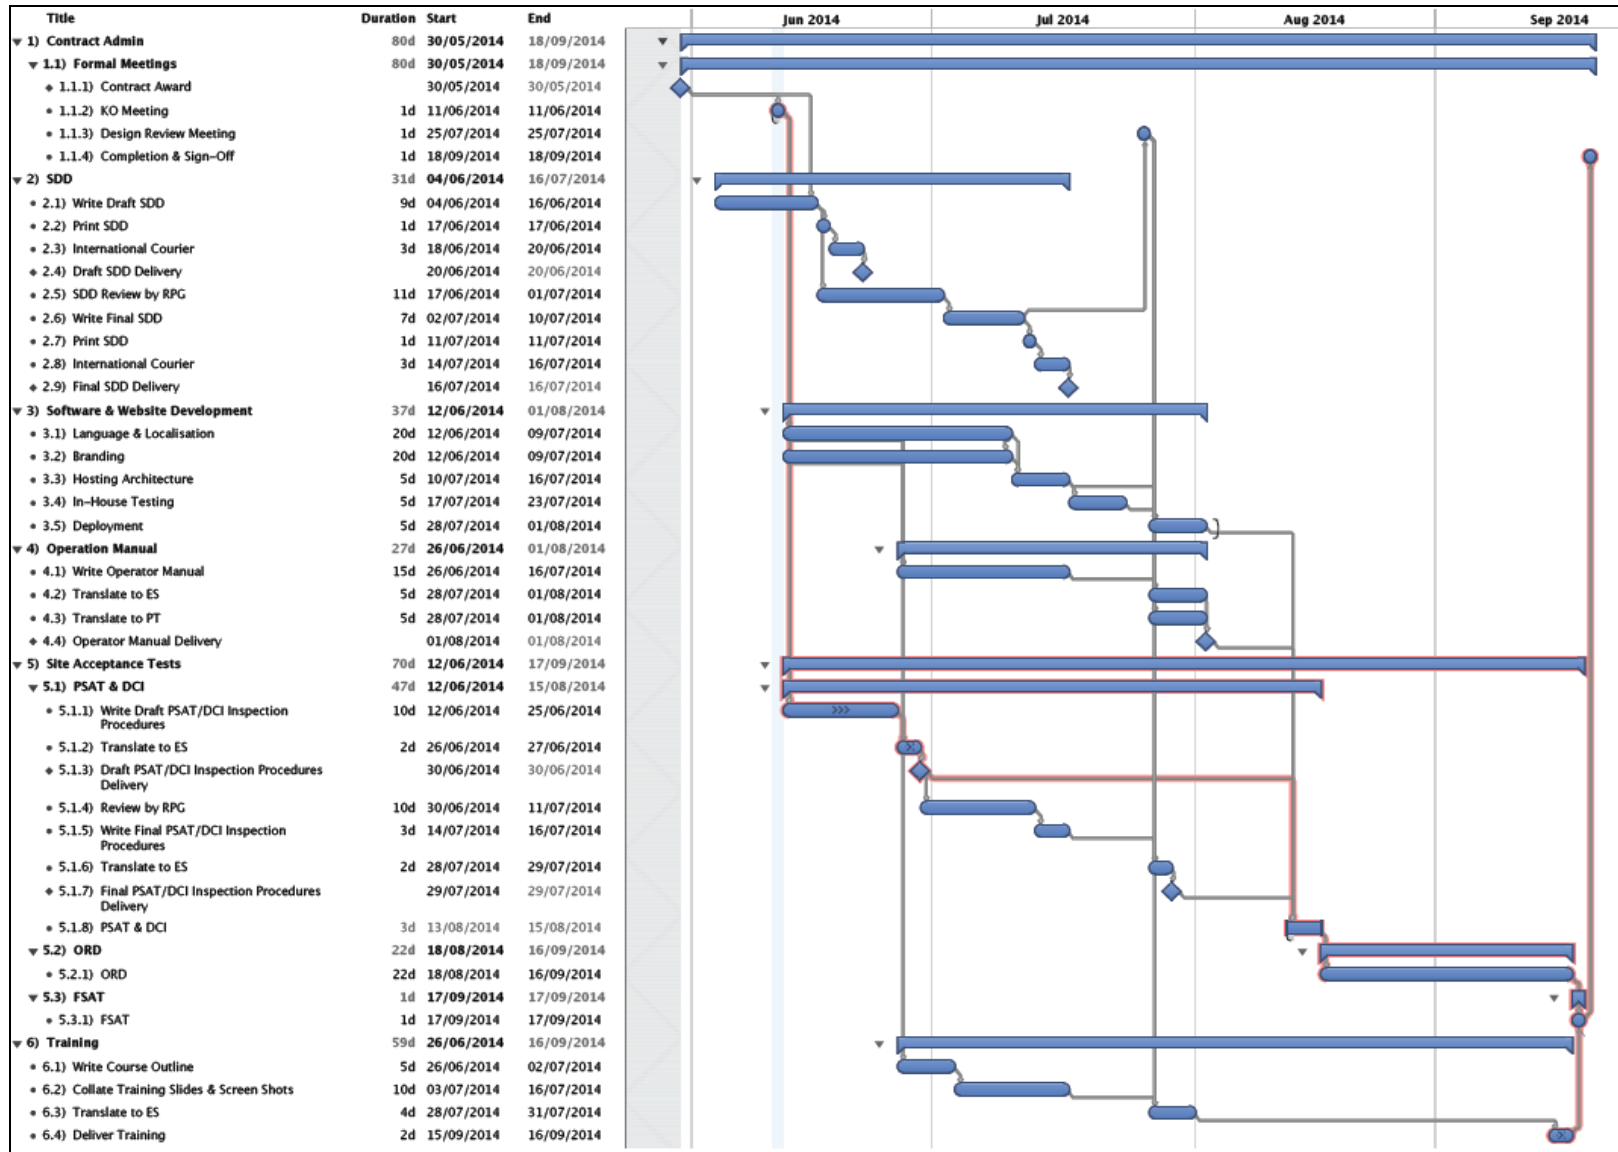 Title Duration Start End Jun 2014 Jul 2014 Aug 2014 Sep 2014
1) Contract Admin 80d 30/05/2014 18/09/2014
1.1) Formal Meetings 80d 30/05/2014 18/09/2014
1.1.1) Contract Award 30/05/2014 30/05/2014
1.1.2) KO Meeting 1d 11/06/2014 11/06/2014
1.1.3) Design Review Meeting 1d 25/07/2014 25/07/2014
1.1.4) Completion & Sign-Off 1d 18/09/2014 18/09/2014
2) SDD 31d 04/06/2014 16/07/2014
2.1) Write Draft SDD 9d 04/06/2014 16/06/2014
2.2) Print SDD 1d 17/06/2014 17/06/2014
2.3) International Courier 3d 18/06/2014 20/06/2014
2.4) Draft SDD Delivery 20/06/2014 20/06/2014
2.5) SDD Review by RPG 11d 17/06/2014 01/07/2014
2.6) Write Final SDD 7d 02/07/2014 10/07/2014
2.7) Print SDD 1d 11/07/2014 11/07/2014
2.8) International Courier 3d 14/07/2014 16/07/2014
2.9) Final SDD Delivery 16/07/2014 16/07/2014
3) Software & Website Development 37d 12/06/2014 01/08/2014
3.1) Language & Localisation 20d 12/06/2014 09/07/2014
3.2) Branding 20d 12/06/2014 09/07/2014
3.3) Hosting Architecture 5d 10/07/2014 16/07/2014
3.4) In-House Testing 5d 17/07/2014 23/07/2014
3.5) Deployment 5d 28/07/2014 01/08/2014
4) Operation Manual 27d 26/06/2014 01/08/2014
4.1) Write Operator Manual 15d 26/06/2014 16/07/2014
4.2) Translate to ES 5d 28/07/2014 01/08/2014
4.3) Translate to PT 5d 28/07/2014 01/08/2014
4.4) Operator Manual Delivery 01/08/2014 01/08/2014
5) Site Acceptance Tests 70d 12/06/2014 17/09/2014
5.1) PSAT & DCI 47d 12/06/2014 15/08/2014
5.1.1) Write Draft PSAT/DCI Inspection 10d 12/06/2014 25/06/2014
Procedures
5.1.2) Translate to ES 2d 26/06/2014 27/06/2014
5.1.3) Draft PSAT/DCI Inspection Procedures 30/06/2014 30/06/2014
Delivery
5.1.4) Review by RPG 10d 30/06/2014 11/07/2014
5.1.5) Write Final PSAT/DCI Inspection 3d 14/07/2014 16/07/2014
Procedures
5.1.6) Translate to ES 2d 28/07/2014 29/07/2014
5.1.7) Final PSAT/DCI Inspection Procedures 29/07/2014 29/07/2014
Delivery
5.1.8) PSAT & DCI 3d 13/08/2014 15/08/2014
5.2) ORD 22d 18/08/2014 16/09/2014
5.2.1) ORD 22d 18/08/2014 16/09/2014
5.3) FSAT 1d 17/09/2014 17/09/2014
5.3.1) FSAT 1d 17/09/2014 17/09/2014
6) Training 59d 26/06/2014 16/09/2014
6.1) Write Course Outline 5d 26/06/2014 02/07/2014
6.2) Collate Training Slides & Screen Shots 10d 03/07/2014 16/07/2014
6.3) Translate to ES 4d 28/07/2014 31/07/2014
6.4) Deliver Training 2d 15/09/2014 16/09/2014